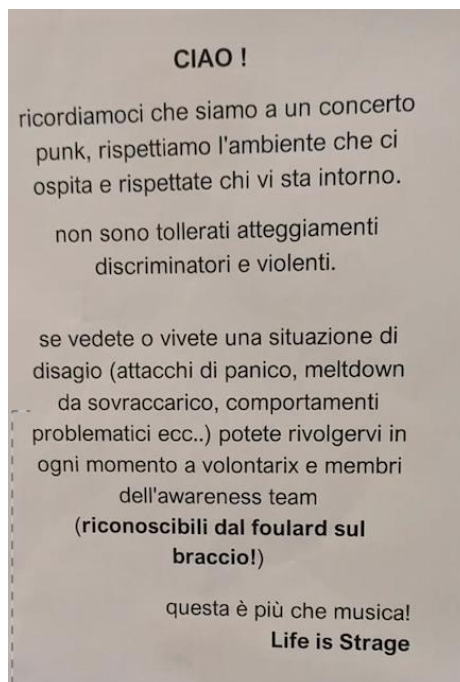 CIAO !
ricordiamoci che siamo a un concerto
punk, rispettiamo l'ambiente che ci
ospita e rispettate chi vi sta intorno.
non sono tollerati atteggiamenti
discriminatori e violenti.
se vedete o vivete una situazione di
disagio (attacchi di panico, meltdown
da sovraccarico, comportamenti
problematici ecc..) potete rivolgervi in
ogni momento a volontarix e membri
dell'awareness team
(riconoscibili dal foulard sul
braccio!)
questa è più che musica!
Life is Strage